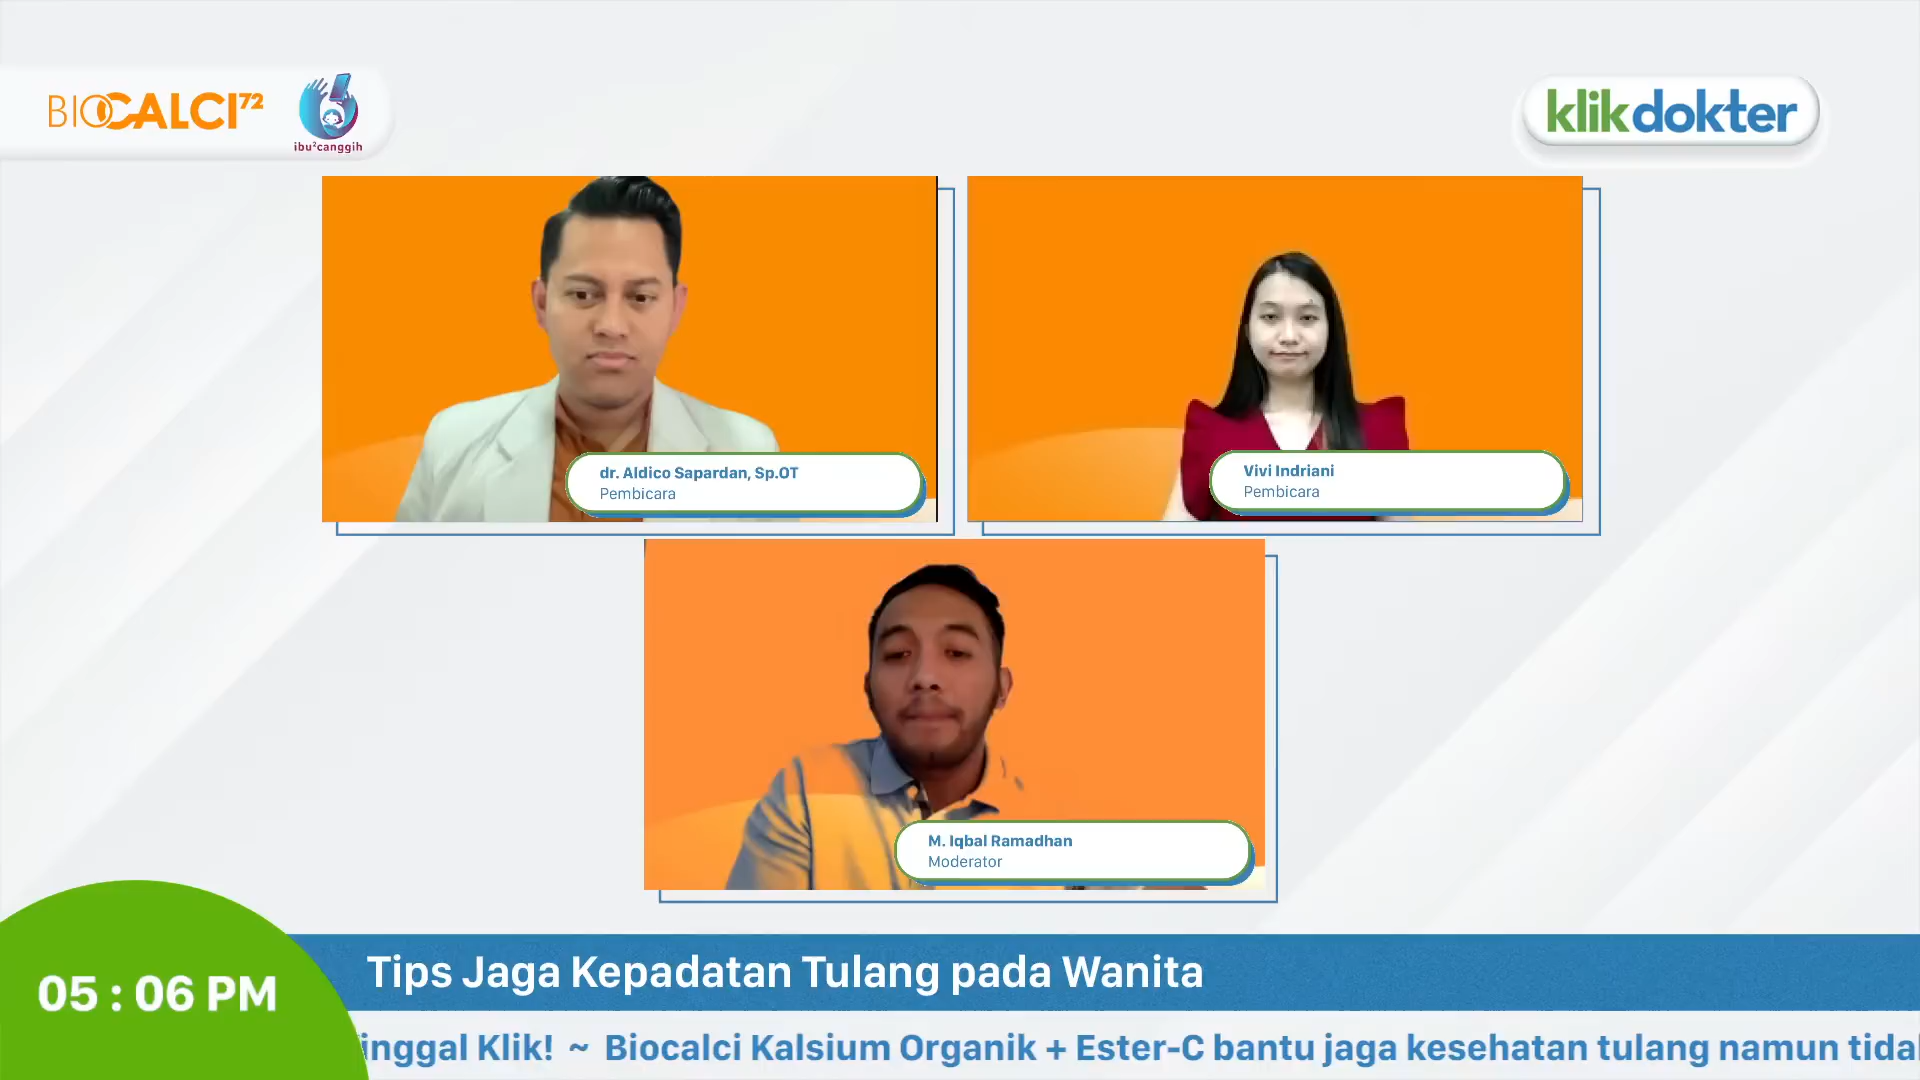 BIOCALCI72
ibu²canggih
klikdokter
dr. Aldico Sapardan, Sp.OT
Pembicara
Vivi Indriani
Pembicara
M. Iqbal Ramadhan
Moderator
Tips Jaga Kepadatan Tulang pada Wanita
05 : 06 PM
inggal Klik! ~ Biocalci Kalsium Organik + Ester-C bantu jaga kesehatan tulang namun tida